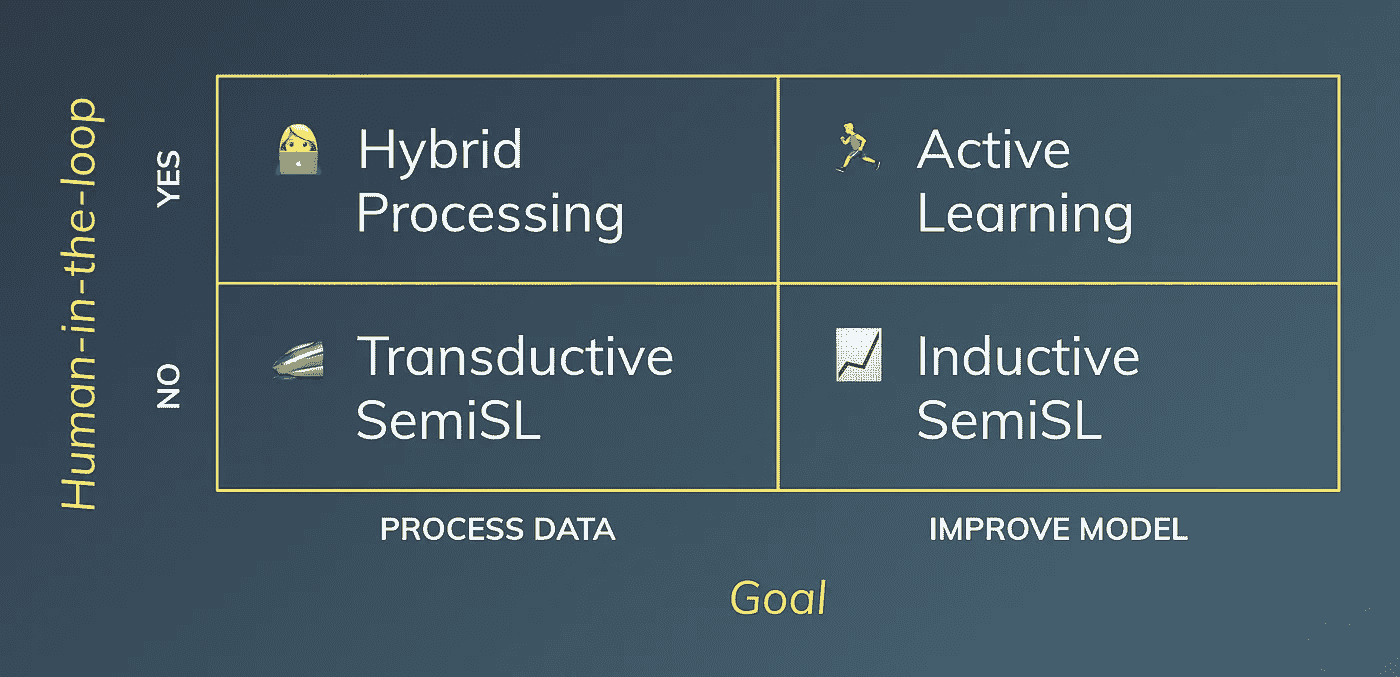 Human-in-the-loop
YES
Hybrid
Processing
Active
Learning
NO
Transductive
SemiSL
Inductive
SemiSL
PROCESS DATA
IMPROVE MODEL
Goal